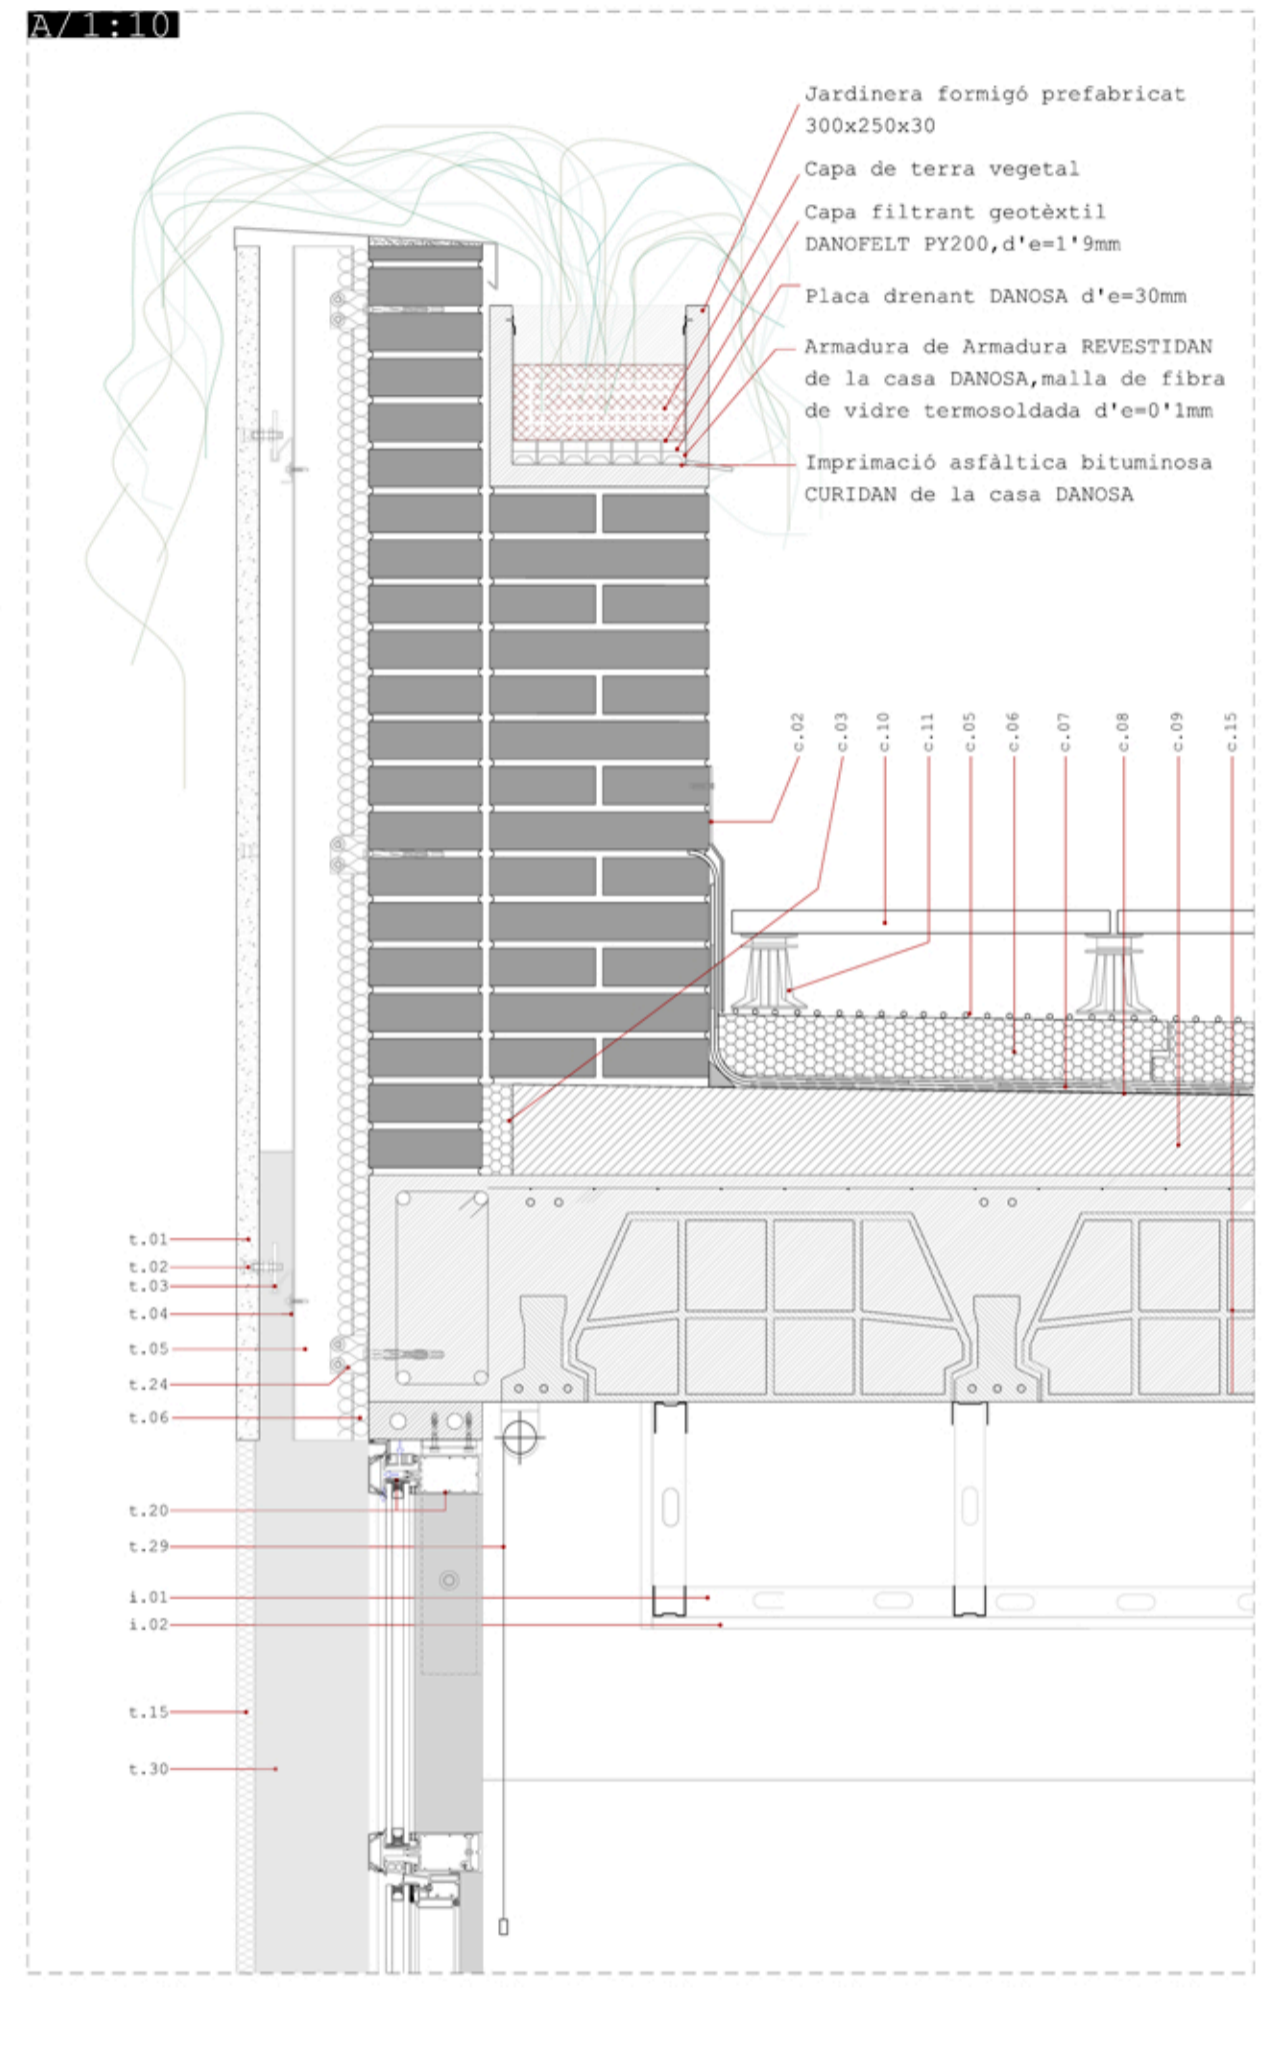 A/1:10
Jardinera formigó prefabricat
300x250x30
Capa de terra vegetal
Capa filtrant geotèxtil
DANOFELT PY200,d'e=1'9mm
Placa drenant DANOSA d'e=30mm
Armadura de Armadura REVESTIDAN
de la casa DANOSA,malla de fibra
de vidre termosoldada d'e=0'1mm
Imprimació asfàltica bituminosa
CURIDAN de la casa DANOSA
c.02
c.03
c.10
c.11
c.05
c.06
c.07
c.08
c.09
c.15
t.01
t.02
t.03
t.04
t.05
t.24
t.06
t.20
t.29
i.01
i.02
t.15
t.30